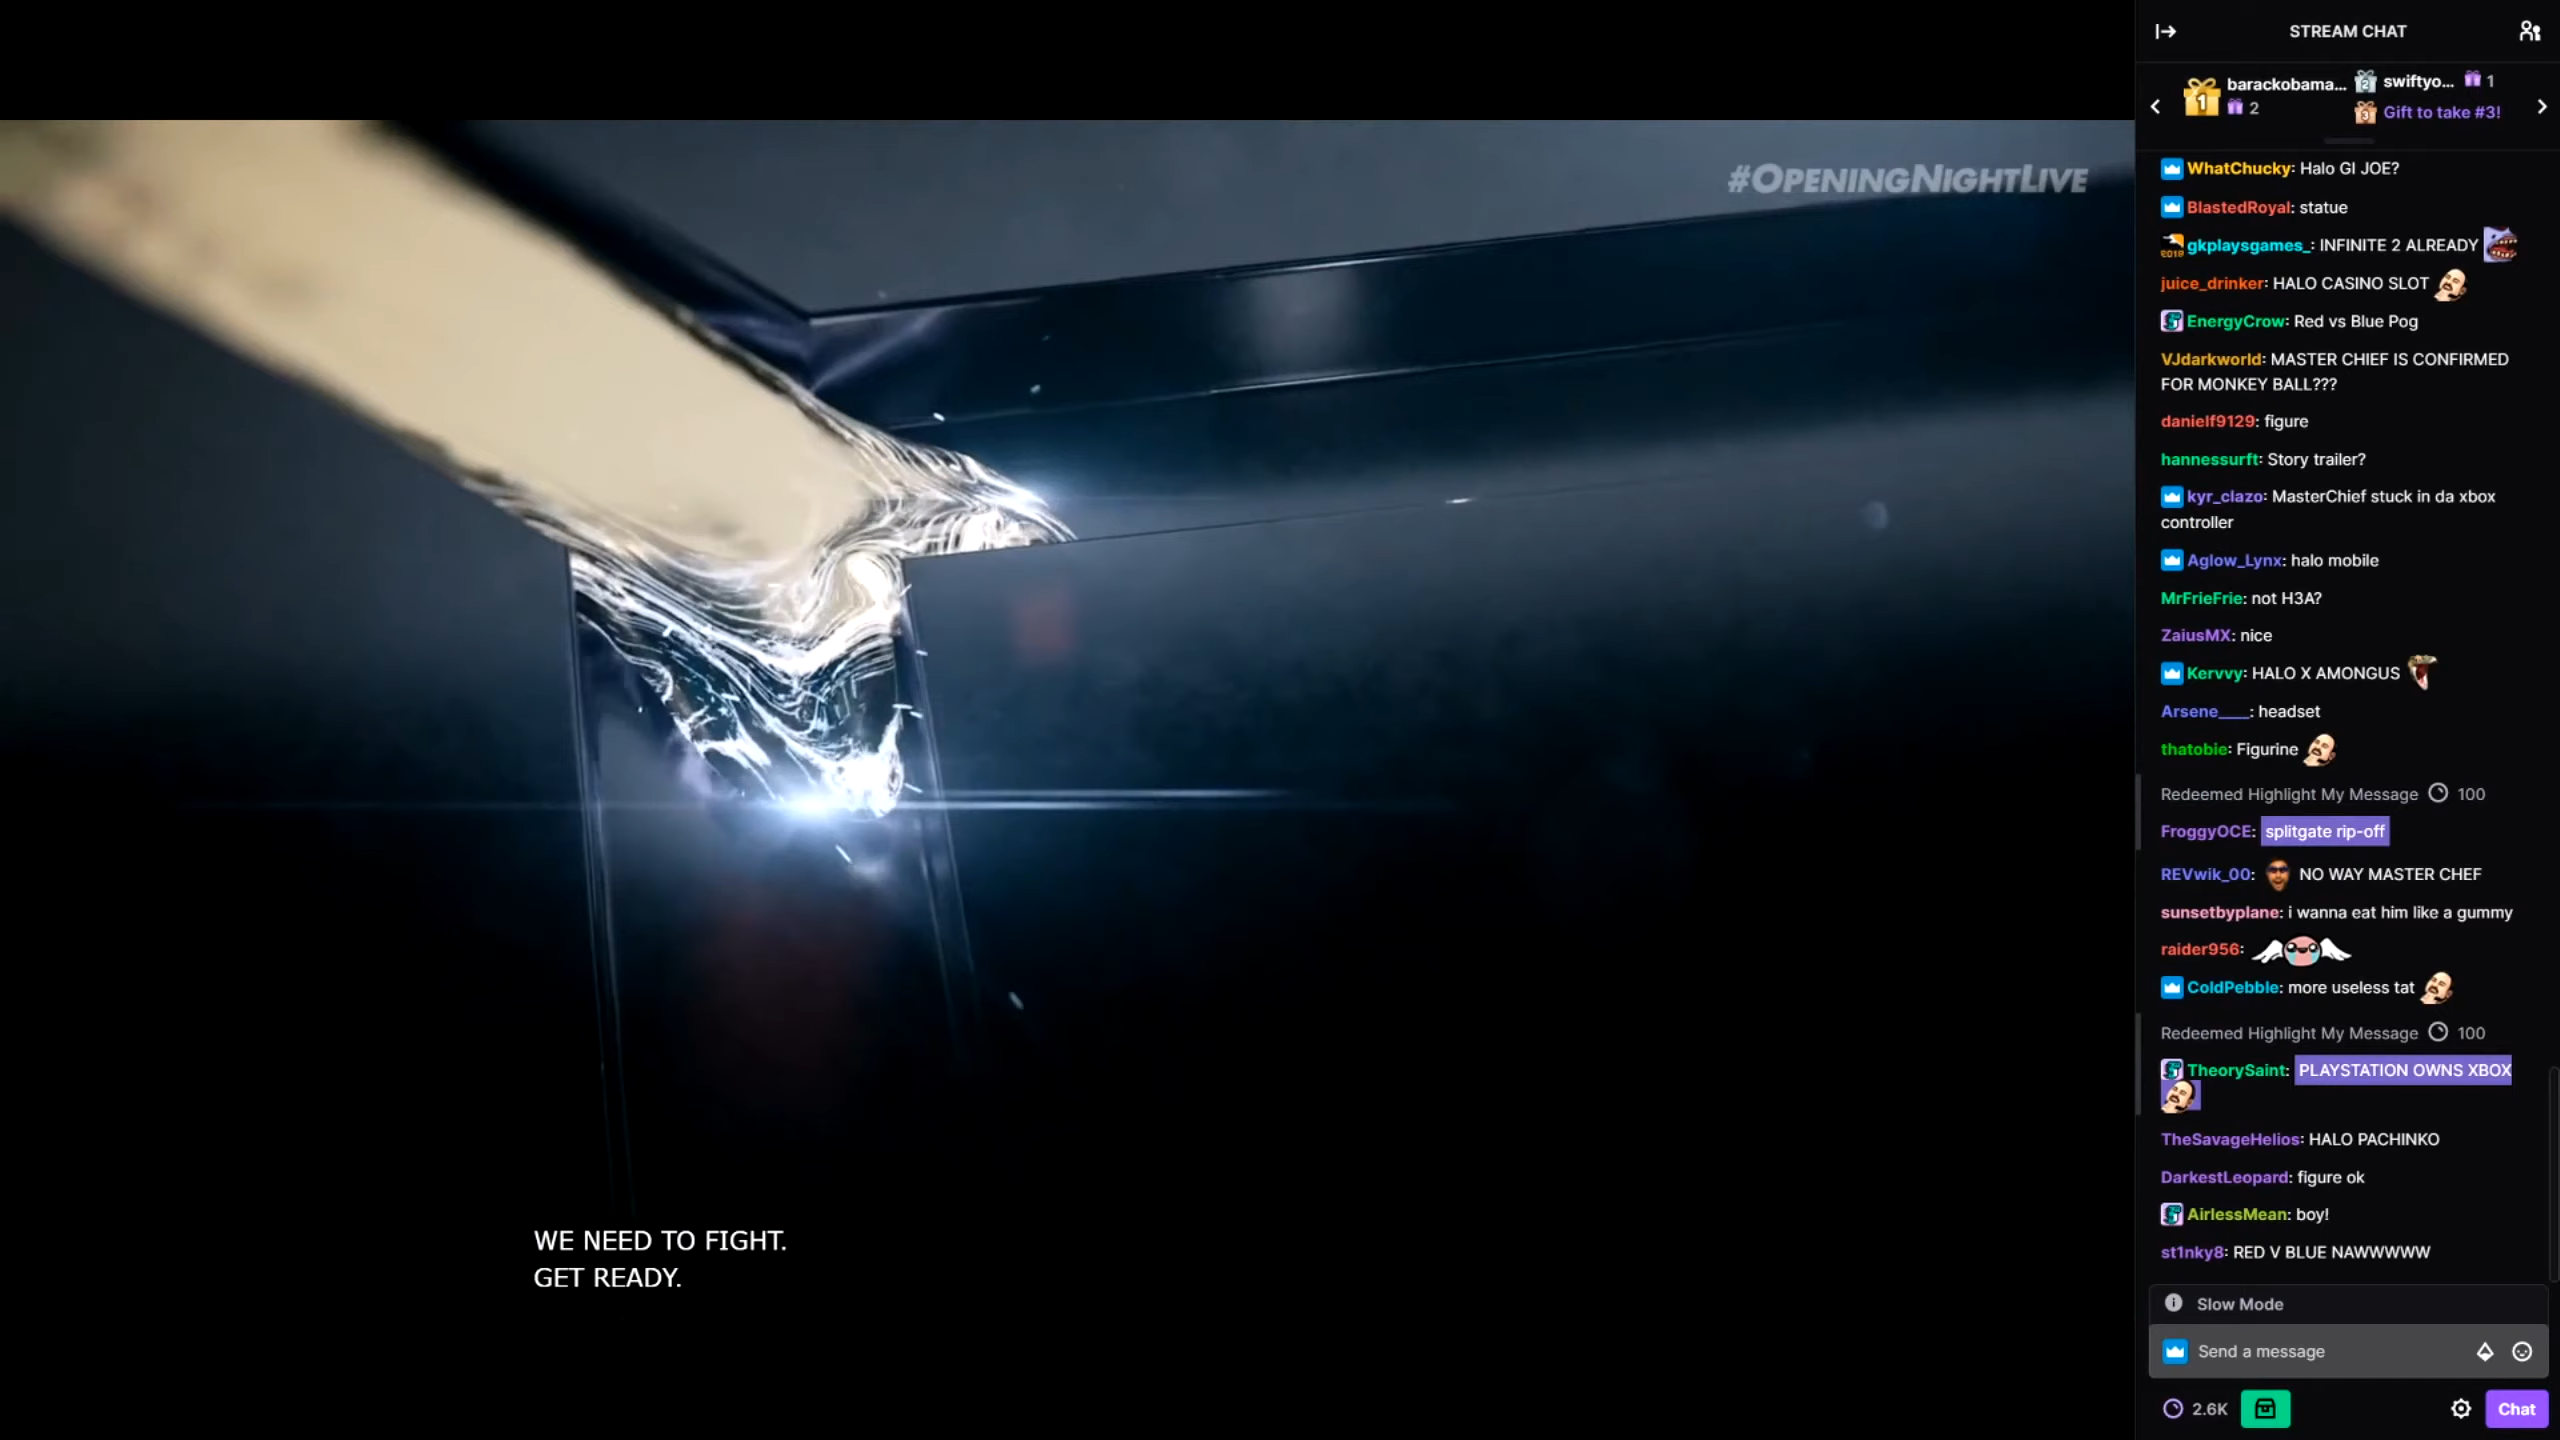 #OPENINGNIGHTLIVE
WE NEED TO FIGHT.
GET READY.
STREAM CHAT
1
barackobama...
2
2
swiftyo...
1
3
Gift to take #3!
WhatChucky: Halo GI JOE?
BlastedRoyal: statue
gkplaysgames_: INFINITE 2 ALREADY
juice_drinker: HALO CASINO SLOT
EnergyCrow: Red vs Blue Pog
VJdarkworld: MASTER CHIEF IS CONFIRMED
FOR MONKEY BALL???
danielf9129: figure
hannessurft: Story trailer?
kyr_clazo: MasterChief stuck in da xbox
controller
Aglow_Lynx: halo mobile
MrFrieFrie: not H3A?
ZaiusMX: nice
Kervvy: HALO X AMONGUS
Arsene____: headset
thatobie: Figurine
Redeemed Highlight My Message 100
FroggyOCE: splitgate rip-off
REVwik_00: NO WAY MASTER CHEF
sunsetbyplane: i wanna eat him like a gummy
raider956:
ColdPebble: more useless tat
Redeemed Highlight My Message 100
TheorySaint: PLAYSTATION OWNS XBOX
TheSavageHelios: HALO PACHINKO
DarkestLeopard: figure ok
AirlessMean: boy!
st1nky8: RED V BLUE NAWWWWW
Slow Mode
Send a message
2.6K
Chat